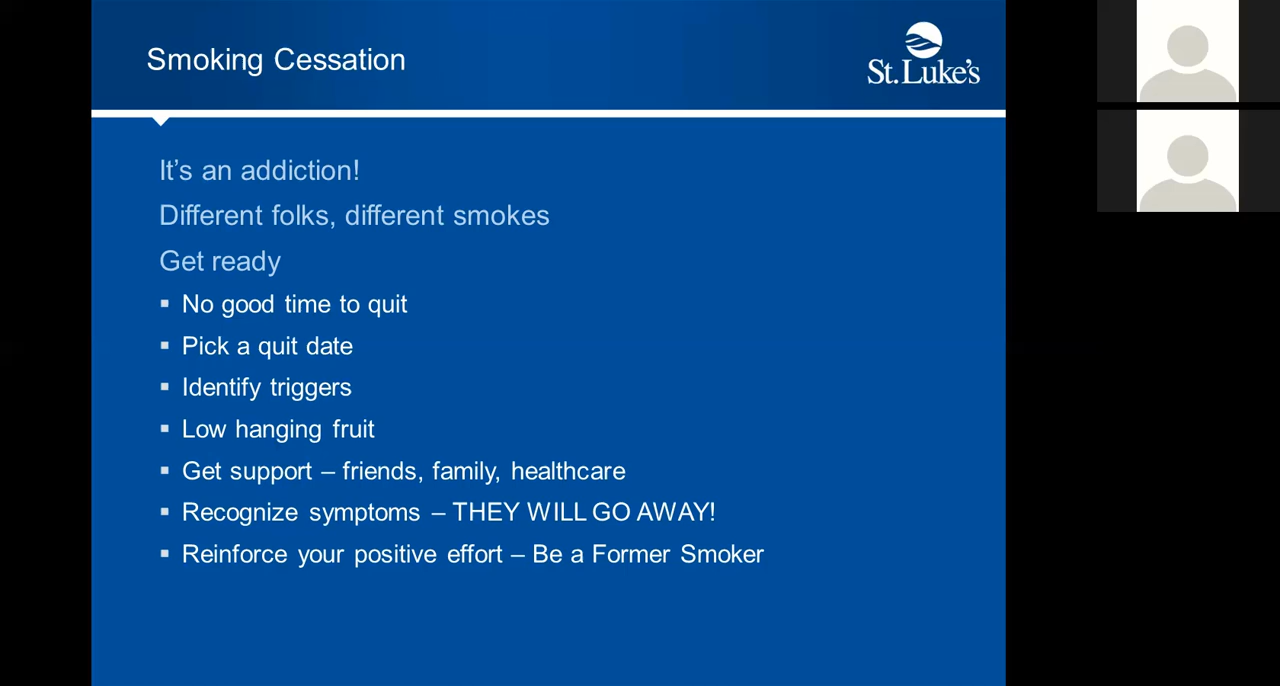 Smoking Cessation
St. Luke's
It's an addiction!
Different folks, different smokes
Get ready
▪ No good time to quit
▪ Pick a quit date
▪ Identify triggers
▪ Low hanging fruit
▪ Get support – friends, family, healthcare
▪ Recognize symptoms – THEY WILL GO AWAY!
▪ Reinforce your positive effort – Be a Former Smoker